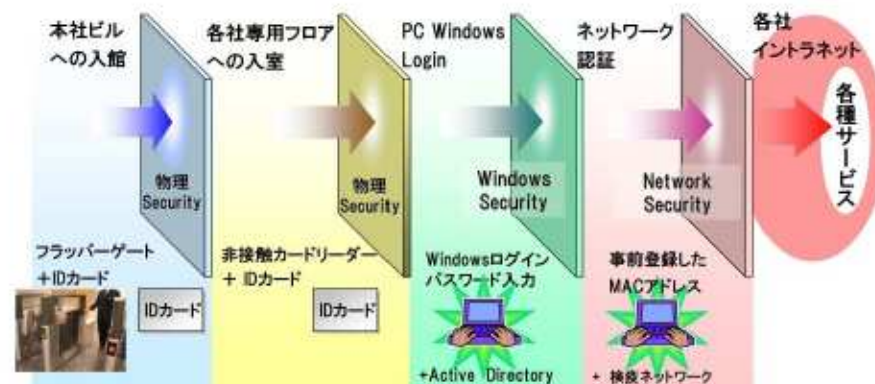 本社ビル
への入館
各社専用フロア
への入室
PC Windows
Login
ネットワーク
認証
各社
イントラネット
各種サービス
物理
Security
物理
Security
Windows
Security
Network
Security
フラッパーゲート
＋IDカード
非接触カードリーダー
＋ IDカード
Windowsログイン
パスワード入力
事前登録した
MACアドレス
IDカード
IDカード
+Active Directory
+ 検疫ネットワーク